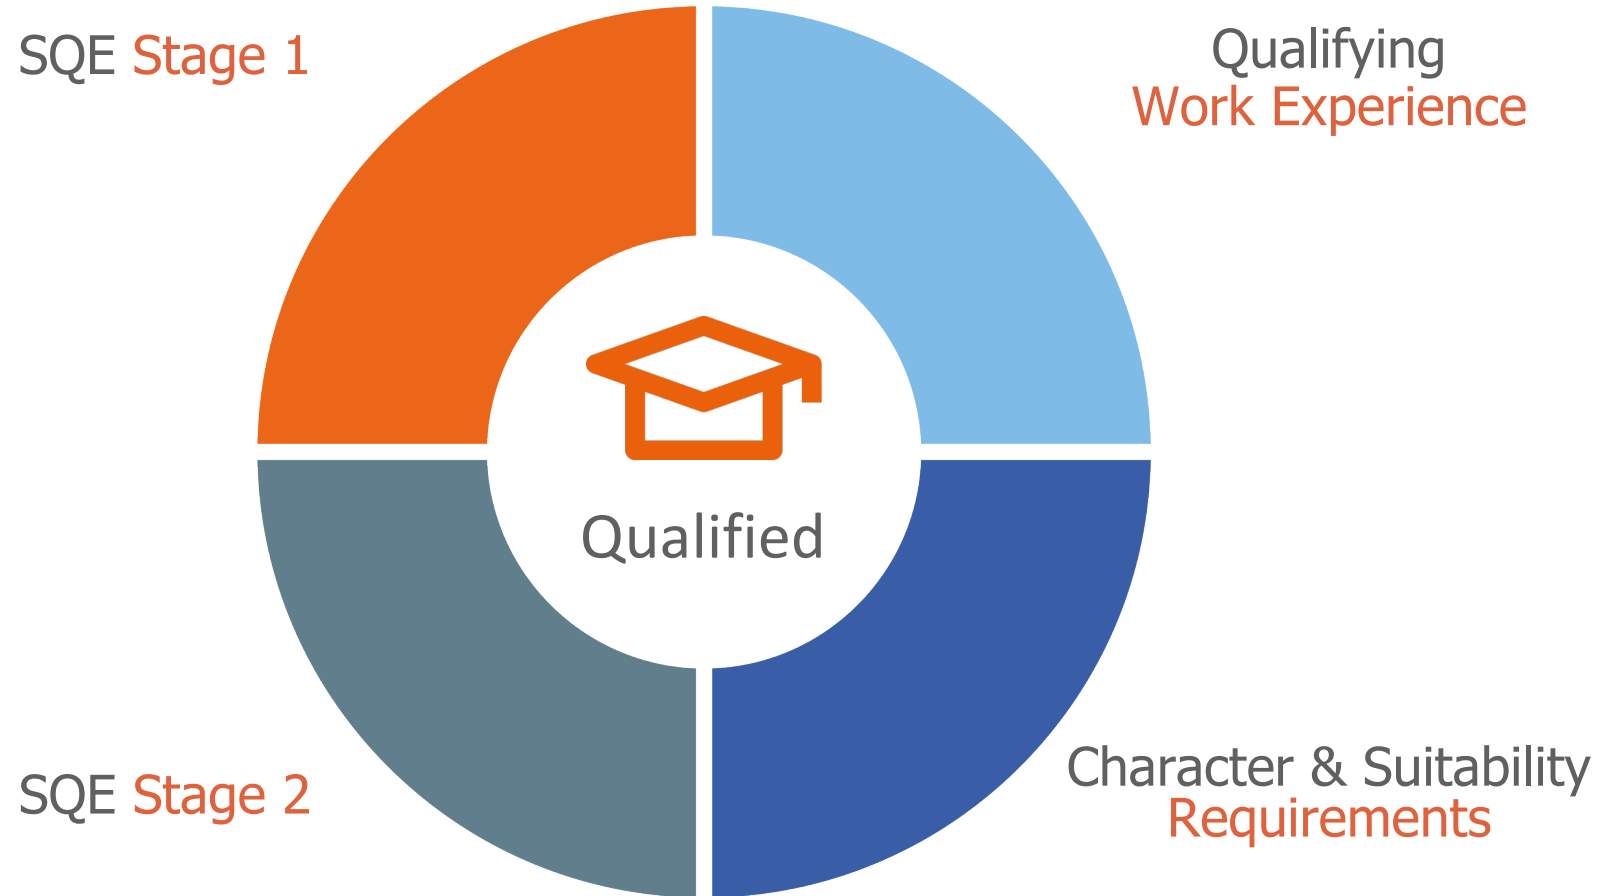 SQE Stage 1
Qualifying
Work Experience
Qualified
SQE Stage 2
Character & Suitability
Requirements